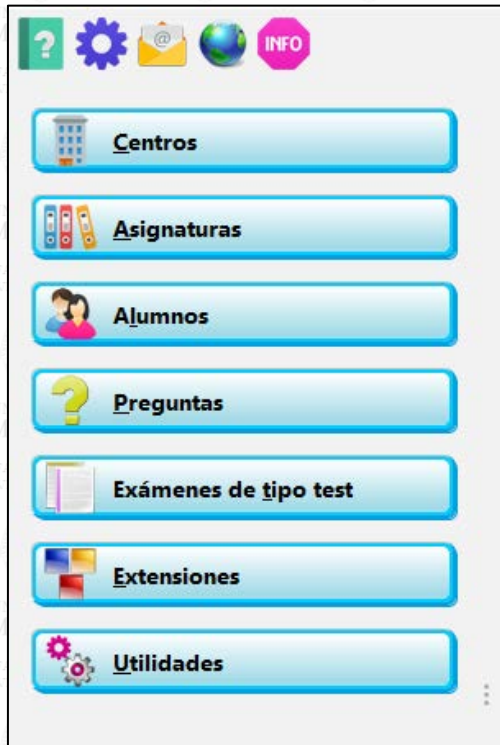 ?
@
INFO
Centros
Asignaturas
Alumnos
Preguntas
Exámenes de tipo test
Extensiones
Utilidades